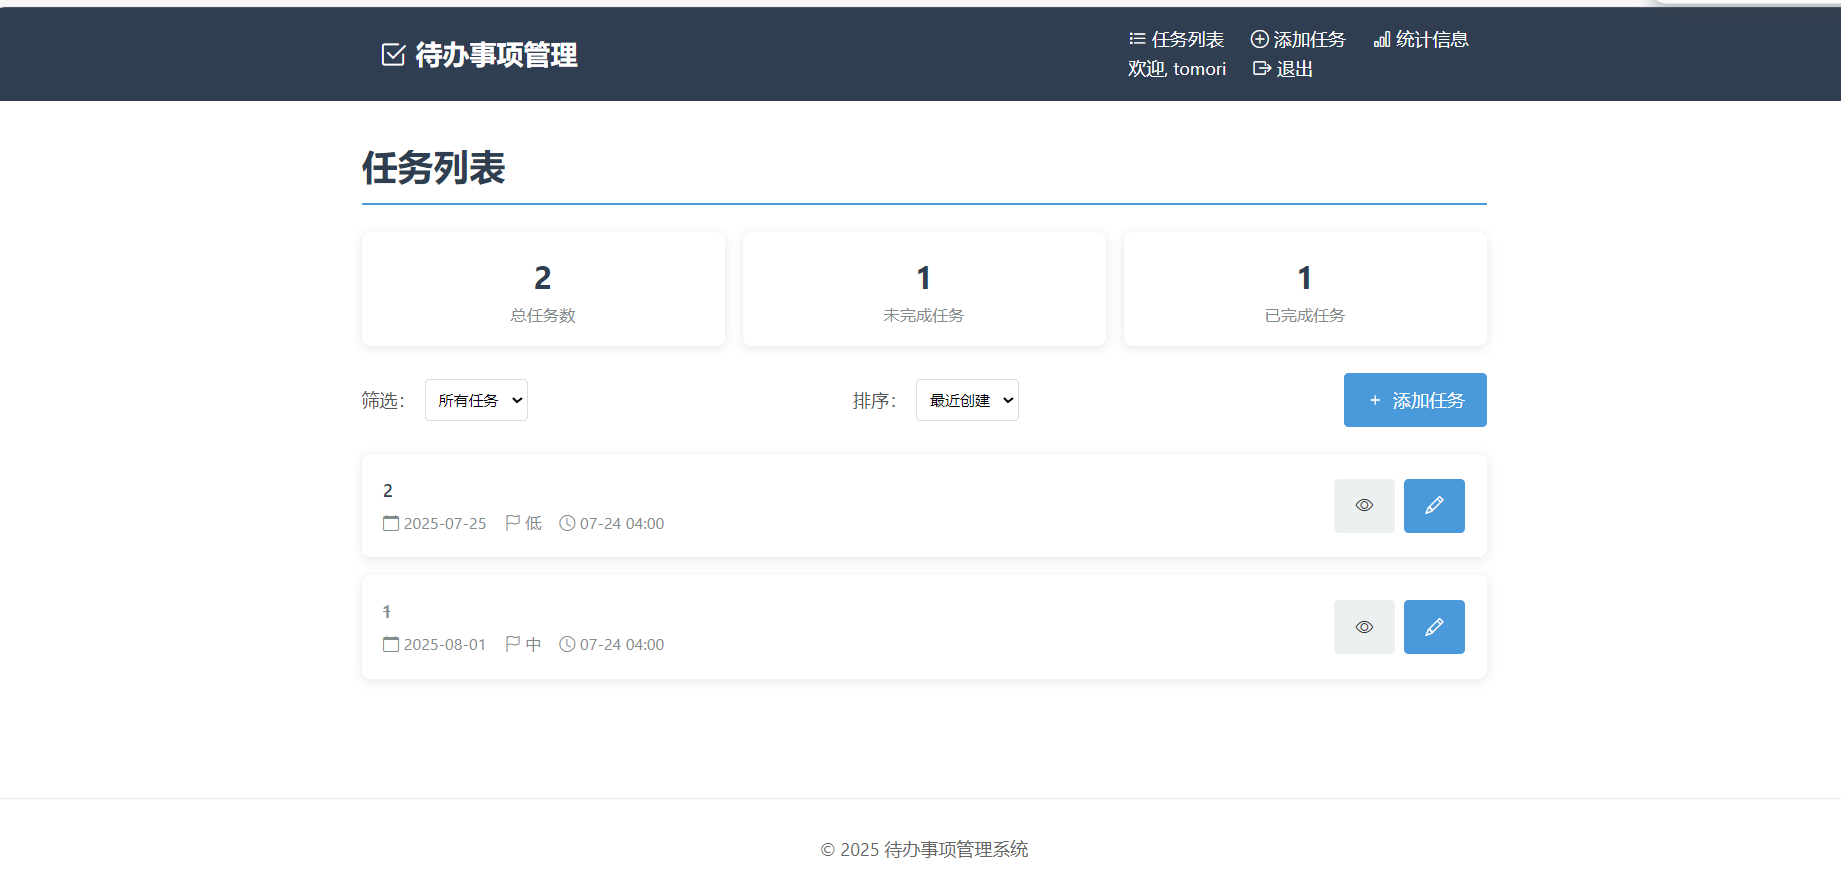 待办事项管理
任务列表 添加任务 统计信息
欢迎, tomori 退出
任务列表
2
总任务数
1
未完成任务
1
已完成任务
筛选： 所有任务 排序： 最近创建 + 添加任务
2
2025-07-25 低 07-24 04:00
1
2025-08-01 中 07-24 04:00
© 2025 待办事项管理系统